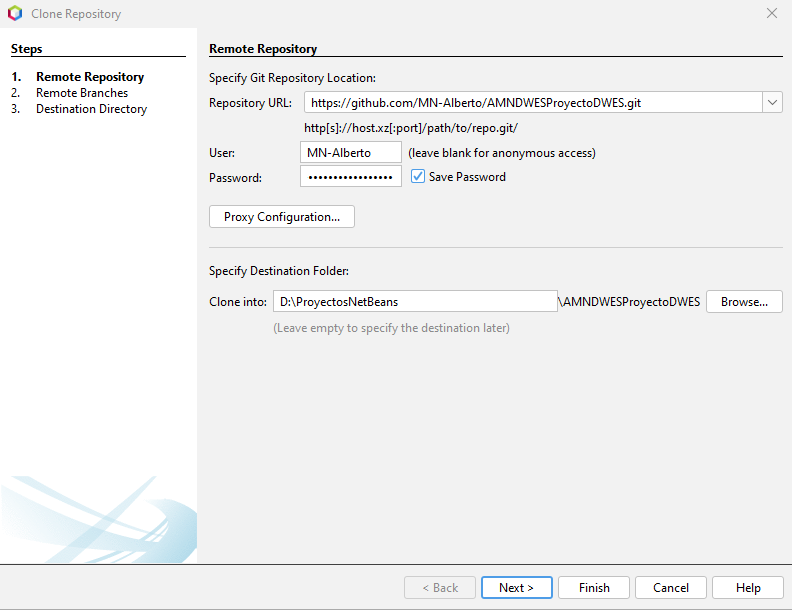 Clone Repository
Steps
1. Remote Repository
2. Remote Branches
3. Destination Directory
Remote Repository
Specify Git Repository Location:
Repository URL: https://github.com/MN-Alberto/AMNDWESProyectoDWES.git
http[s]://host.xz[:port]/path/to/repo.git/
User: MN-Alberto (leave blank for anonymous access)
Password: ••••••••••••••••• Save Password
Proxy Configuration...
Specify Destination Folder:
Clone into: D:\ProyectosNetBeans \AMNDWESProyectoDWES Browse...
(Leave empty to specify the destination later)
< Back Next > Finish Cancel Help